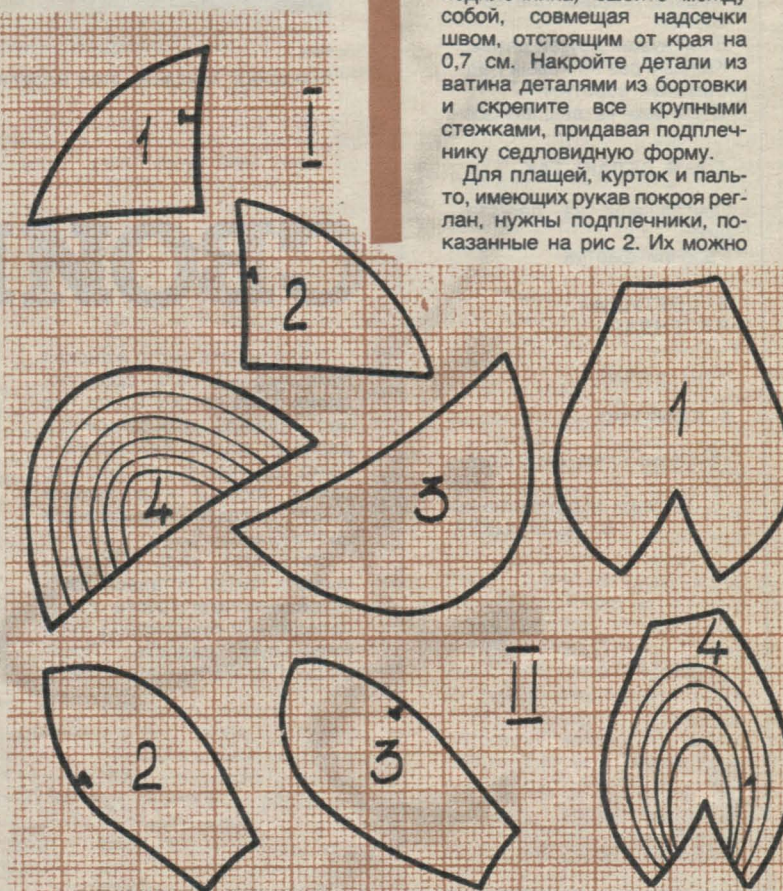 собой, совмещая надсечки
швом, отстоящим от края на
0,7 см. Накройте детали из
ватина деталями из бортовки
и скрепите все крупными
стежками, придавая подплеч-
нику седловидную форму.
Для плащей, курток и паль-
то, имеющих рукав покроя рег-
лан, нужны подплечники, по-
казанные на рис 2. Их можно
I
1
2
3
4
1
II
2
3
4